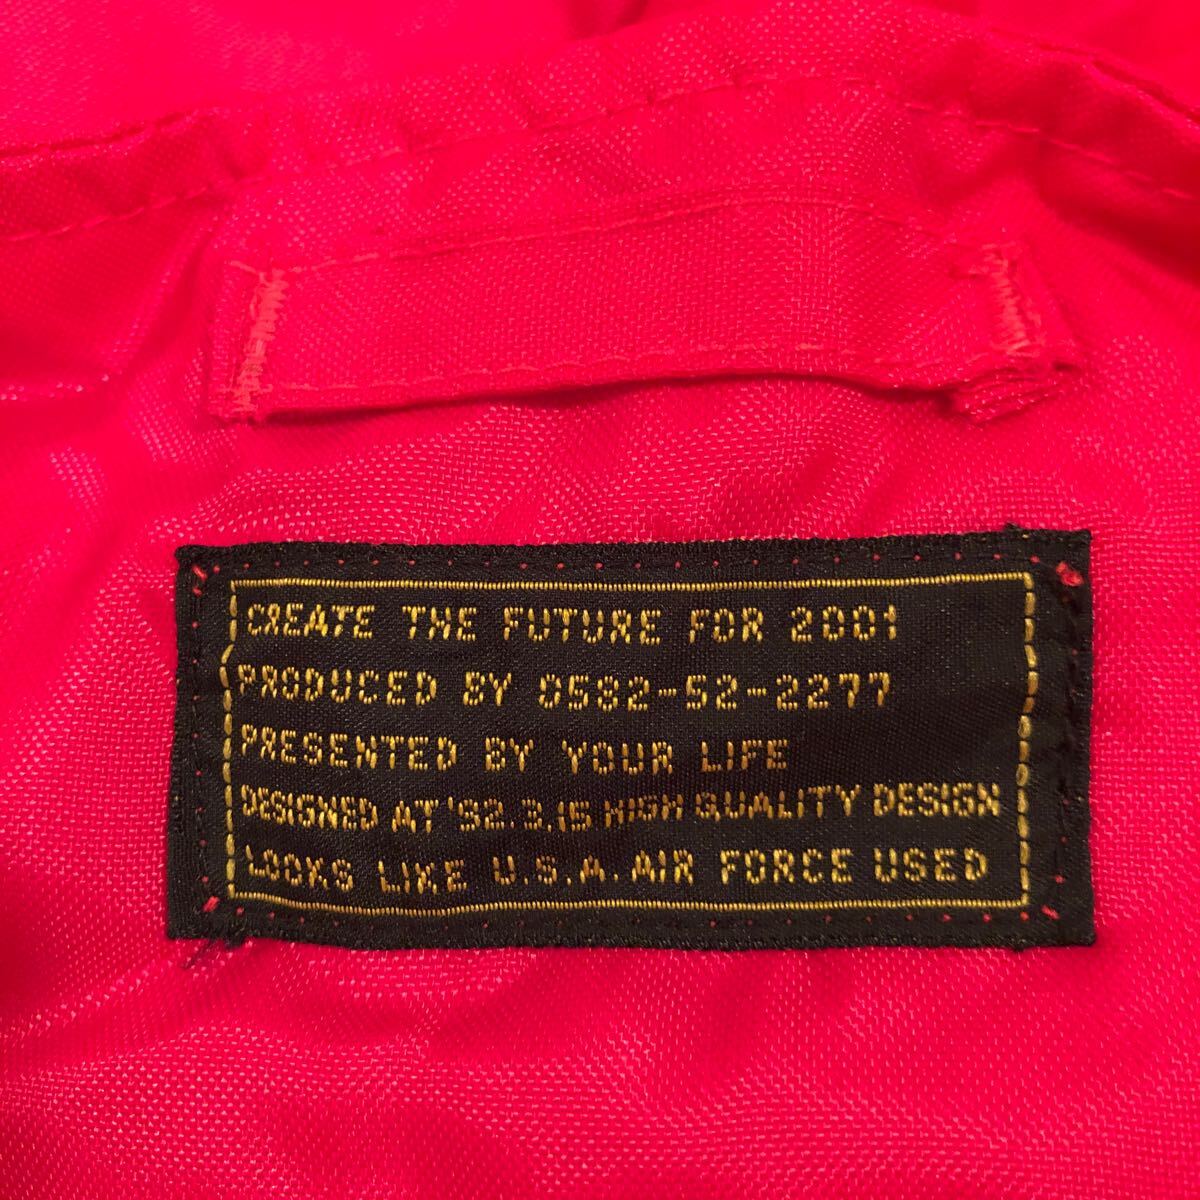 CREATE THE FUTURE FOR 2001
PRODUCED BY 0582-52-2277
PRESENTED BY YOUR LIFE
DESIGNED AT '92.2.15 HIGH QUALITY DESIGN
LOOKS LIKE U.S.A. AIR FORCE USED